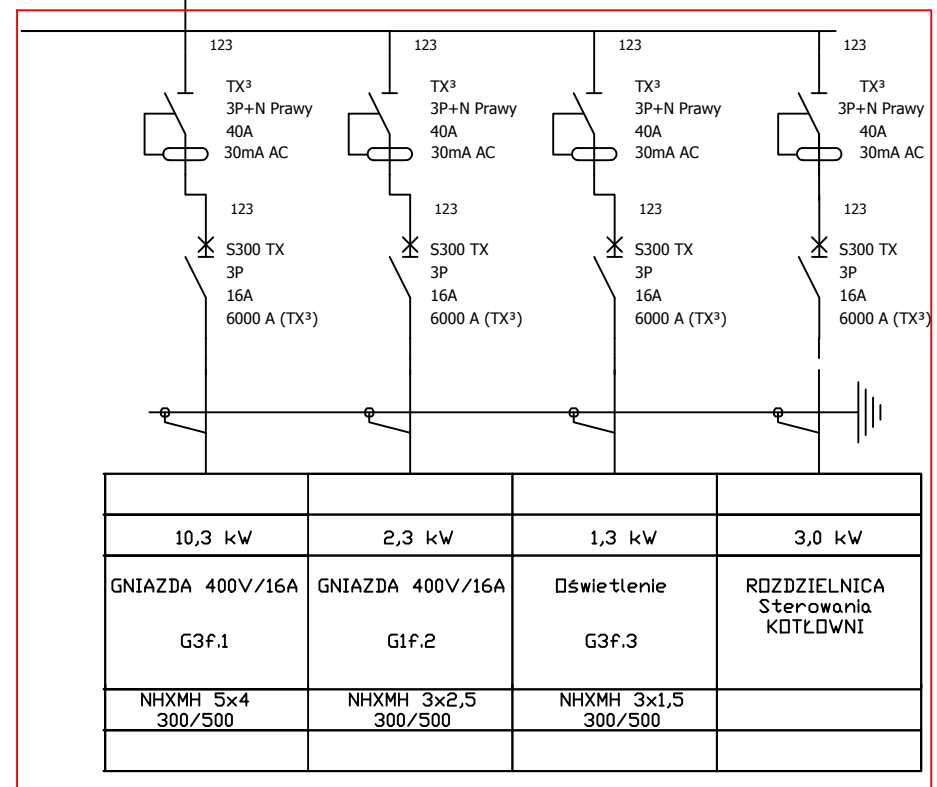 123
123
123
123
TX³
3P+N Prawy
40A
30mA AC
TX³
3P+N Prawy
40A
30mA AC
TX³
3P+N Prawy
40A
30mA AC
TX³
3P+N Prawy
40A
30mA AC
123
123
123
123
S300 TX
3P
16A
6000 A (TX³)
S300 TX
3P
16A
6000 A (TX³)
S300 TX
3P
16A
6000 A (TX³)
S300 TX
3P
16A
6000 A (TX³)
10,3 kW
2,3 kW
1,3 kW
3,0 kW
GNIAZDA 400V/16A
G3f.1
GNIAZDA 400V/16A
G1f.2
Oświetlenie
G3f.3
ROZDZIELNICA
Sterowania
KOTŁOWNI
NHXMH 5x4
300/500
NHXMH 3x2,5
300/500
NHXMH 3x1,5
300/500